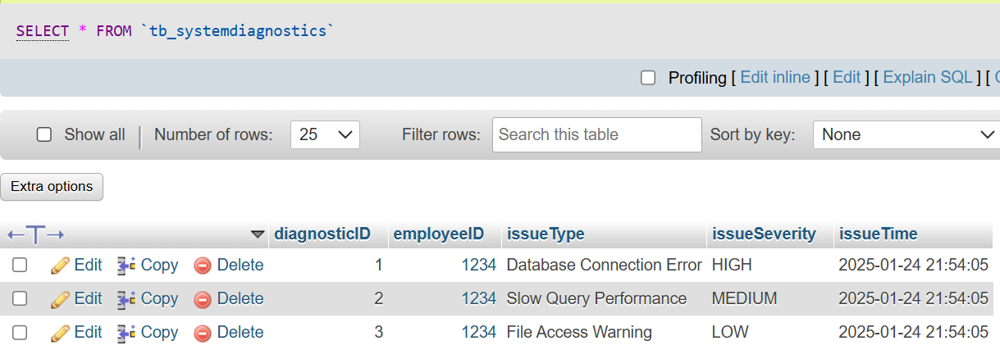 SELECT * FROM `tb_systemdiagnostics`
Profiling [ Edit inline ] [ Edit ] [ Explain SQL ] [
Show all | Number of rows: 25 Filter rows: Search this table Sort by key: None
Extra options
←T→ diagnosticID employeeID issueType issueSeverity issueTime
Edit Copy Delete 1 1234 Database Connection Error HIGH 2025-01-24 21:54:05
Edit Copy Delete 2 1234 Slow Query Performance MEDIUM 2025-01-24 21:54:05
Edit Copy Delete 3 1234 File Access Warning LOW 2025-01-24 21:54:05